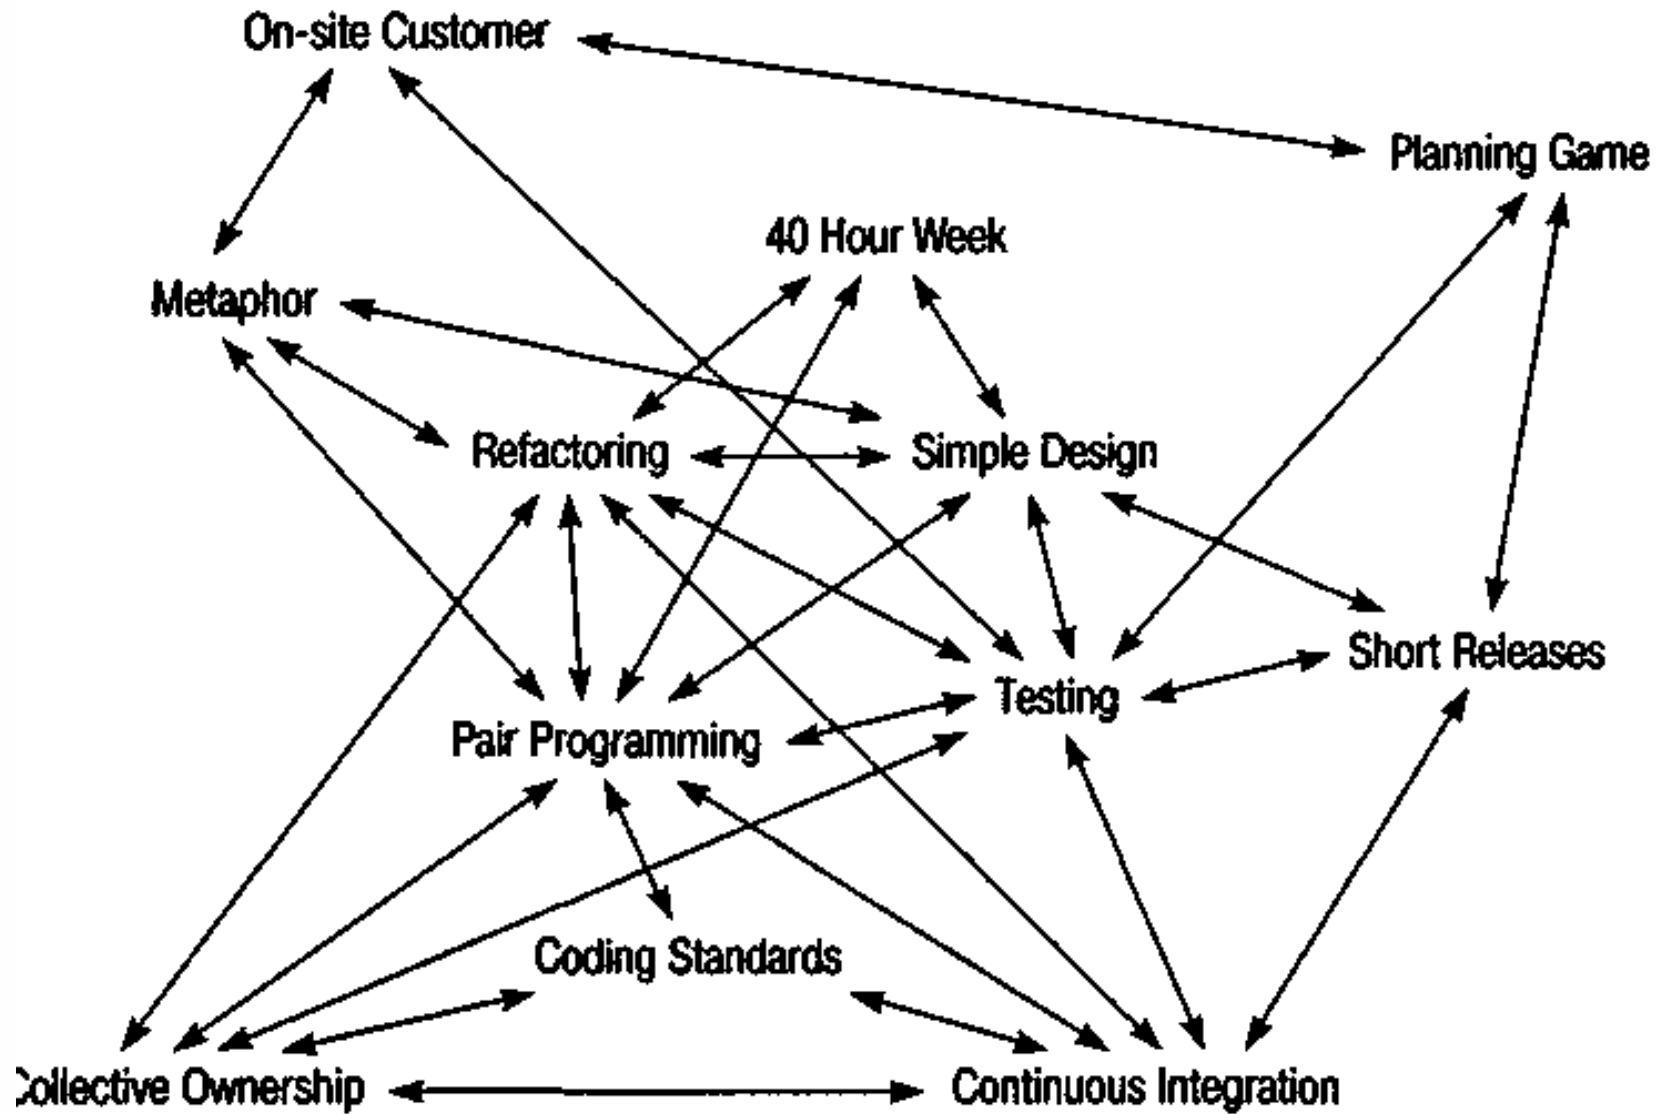 On-site Customer
Planning Game
40 Hour Week
Metaphor
Refactoring
Simple Design
Short Releases
Testing
Pair Programming
Coding Standards
Collective Ownership
Continuous Integration